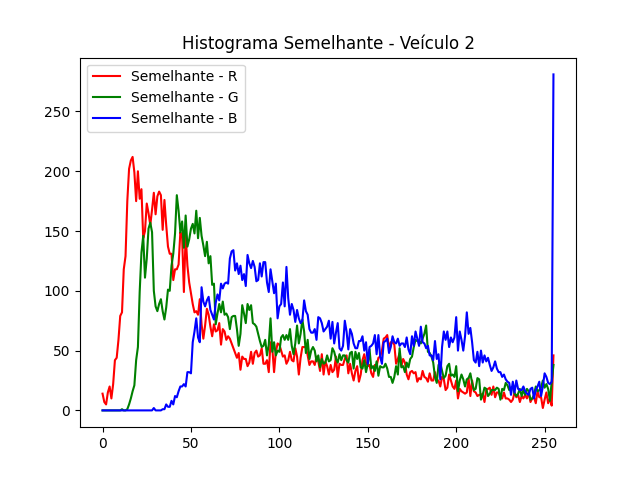 Histograma Semelhante - Veículo 2
Semelhante - R
Semelhante - G
Semelhante - B
250
200
150
100
50
0
0 50 100 150 200 250